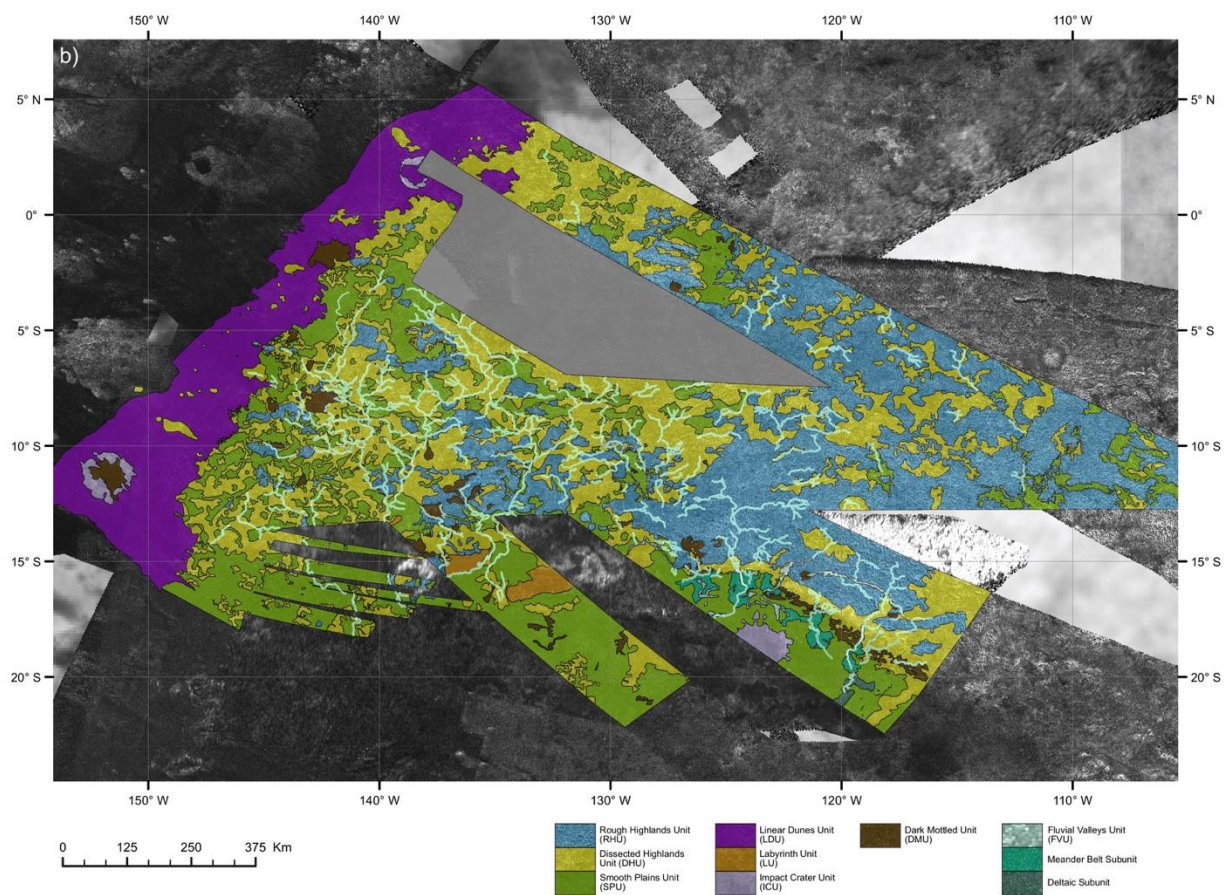 150° W 140° W 130° W 120° W 110° W
b)
5° N 5° N
0° 0°
5° S 5° S
10° S 10° S
15° S 15° S
20° S 20° S
150° W 140° W 130° W 120° W 110° W
0 125 250 375 Km
Rough Highlands Unit
(RHU)
Dissected Highlands
Unit (DHU)
Smooth Plains Unit
(SPU)
Linear Dunes Unit
(LDU)
Labyrinth Unit
(LU)
Impact Crater Unit
(ICU)
Dark Mottled Unit
(DMU)
Fluvial Valleys Unit
(FVU)
Meander Belt Subunit
Deltaic Subunit